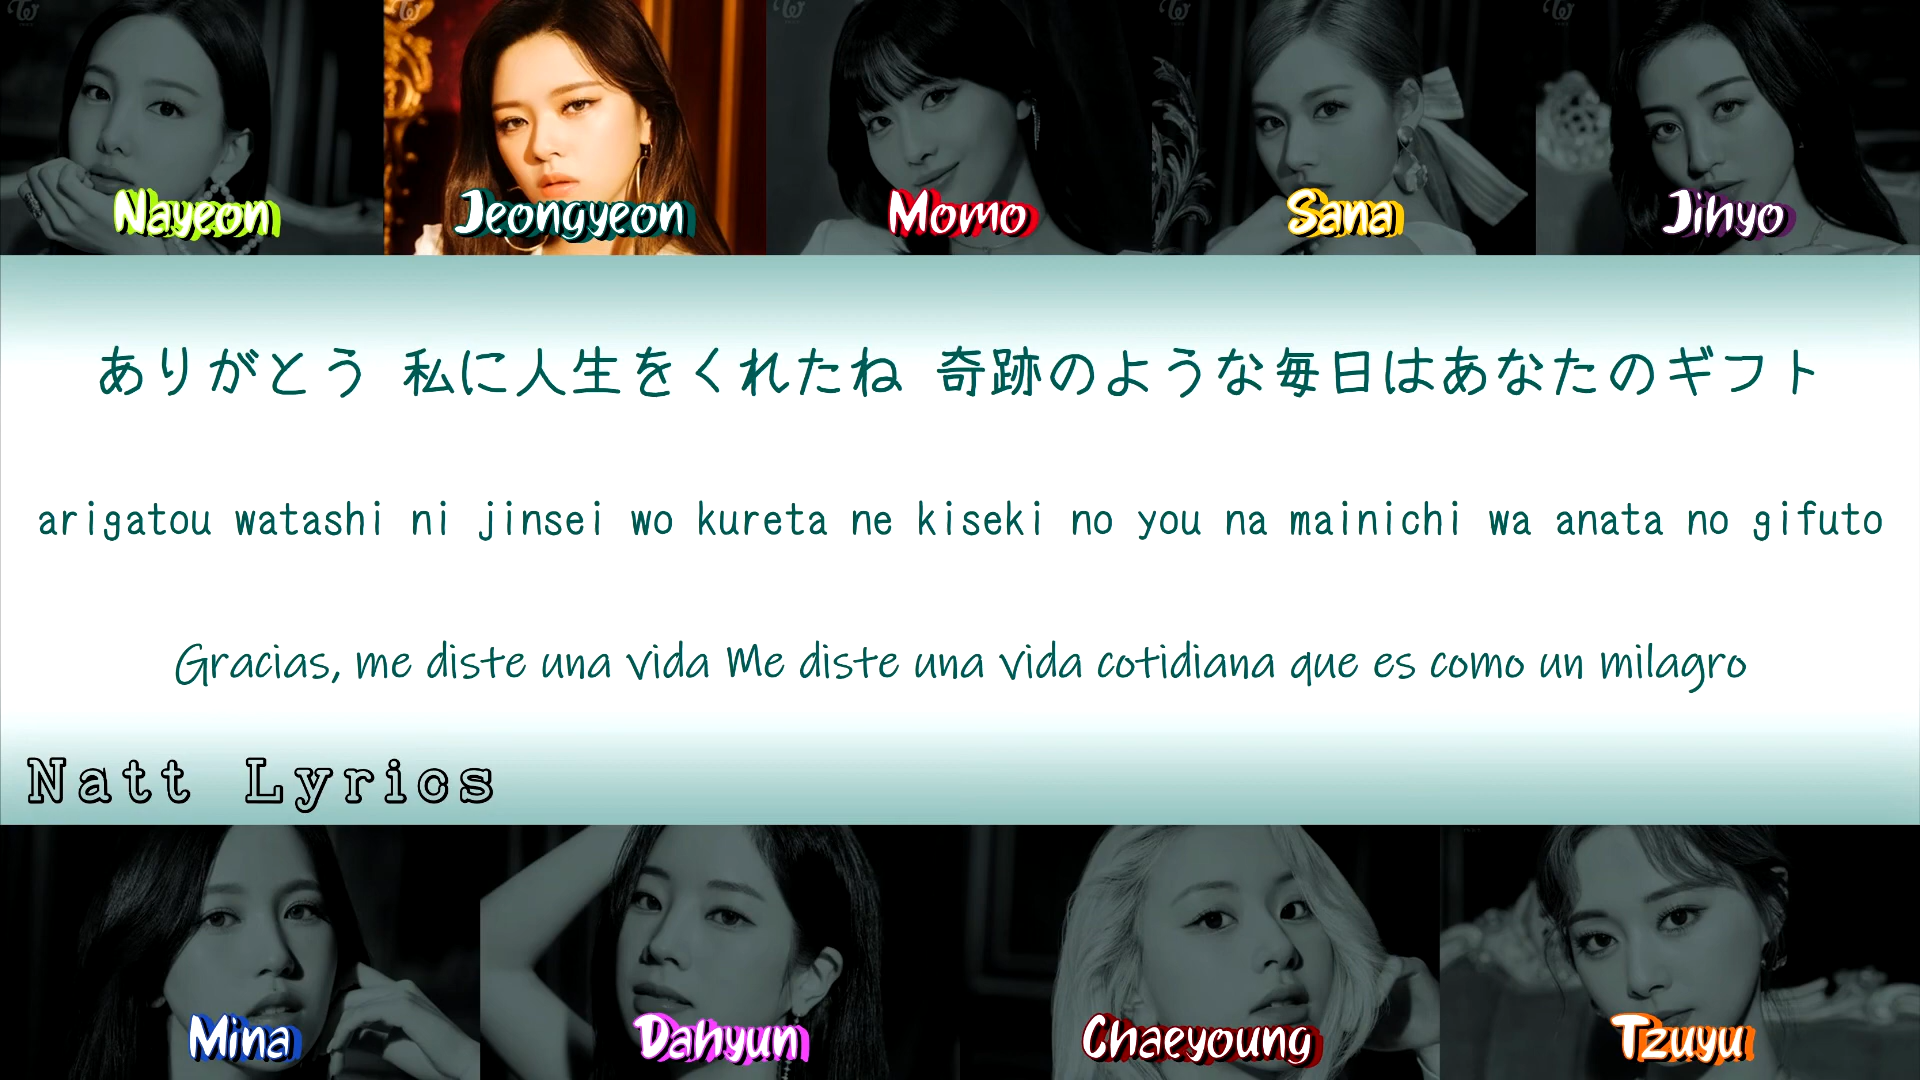 Nayeon
Jeongyeon
Momo
Sana
Jihyo
ありがとう 私に人生をくれたね 奇跡のような毎日はあなたのギフト
arigatou watashi ni jinsei wo kureta ne kiseki no you na mainichi wa anata no gifuto
Gracias, me diste una vida Me diste una vida cotidiana que es como un milagro
Natt Lyrics
Mina
Dahyun
Chaeyoung
Tzuyu